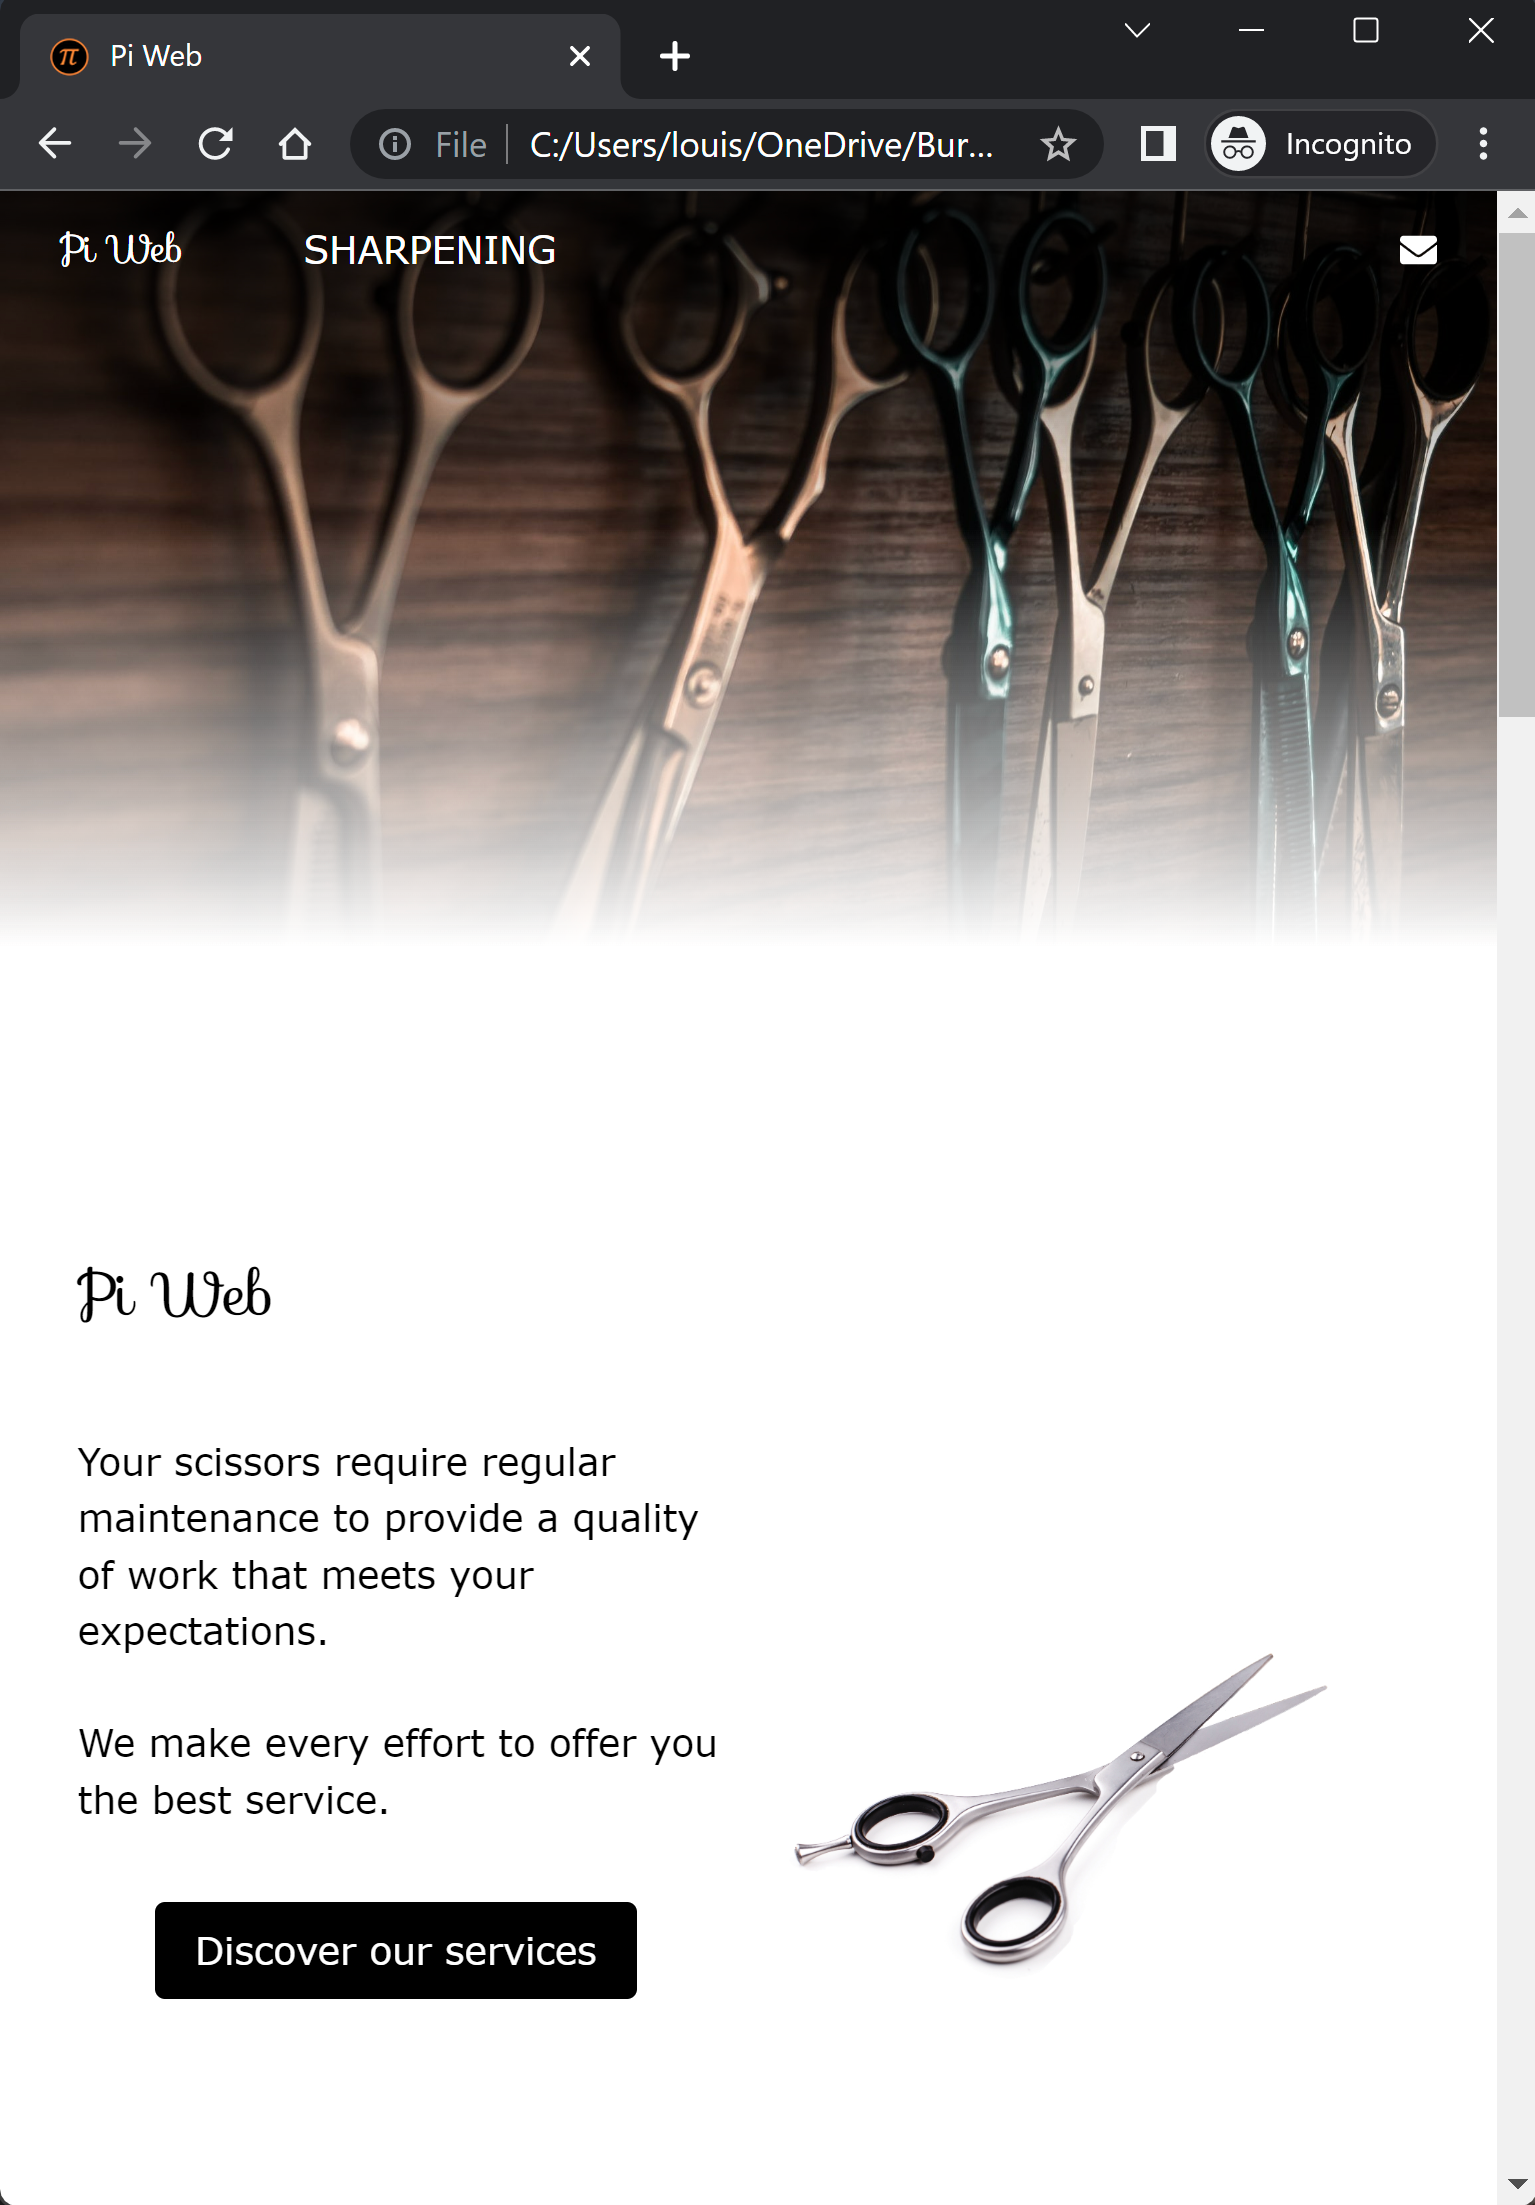 Pi Web
File
C:/Users/louis/OneDrive/Bur...
Incognito
Pi Web
SHARPENING
Pi Web
Your scissors require regular
maintenance to provide a quality
of work that meets your
expectations.
We make every effort to offer you
the best service.
Discover our services